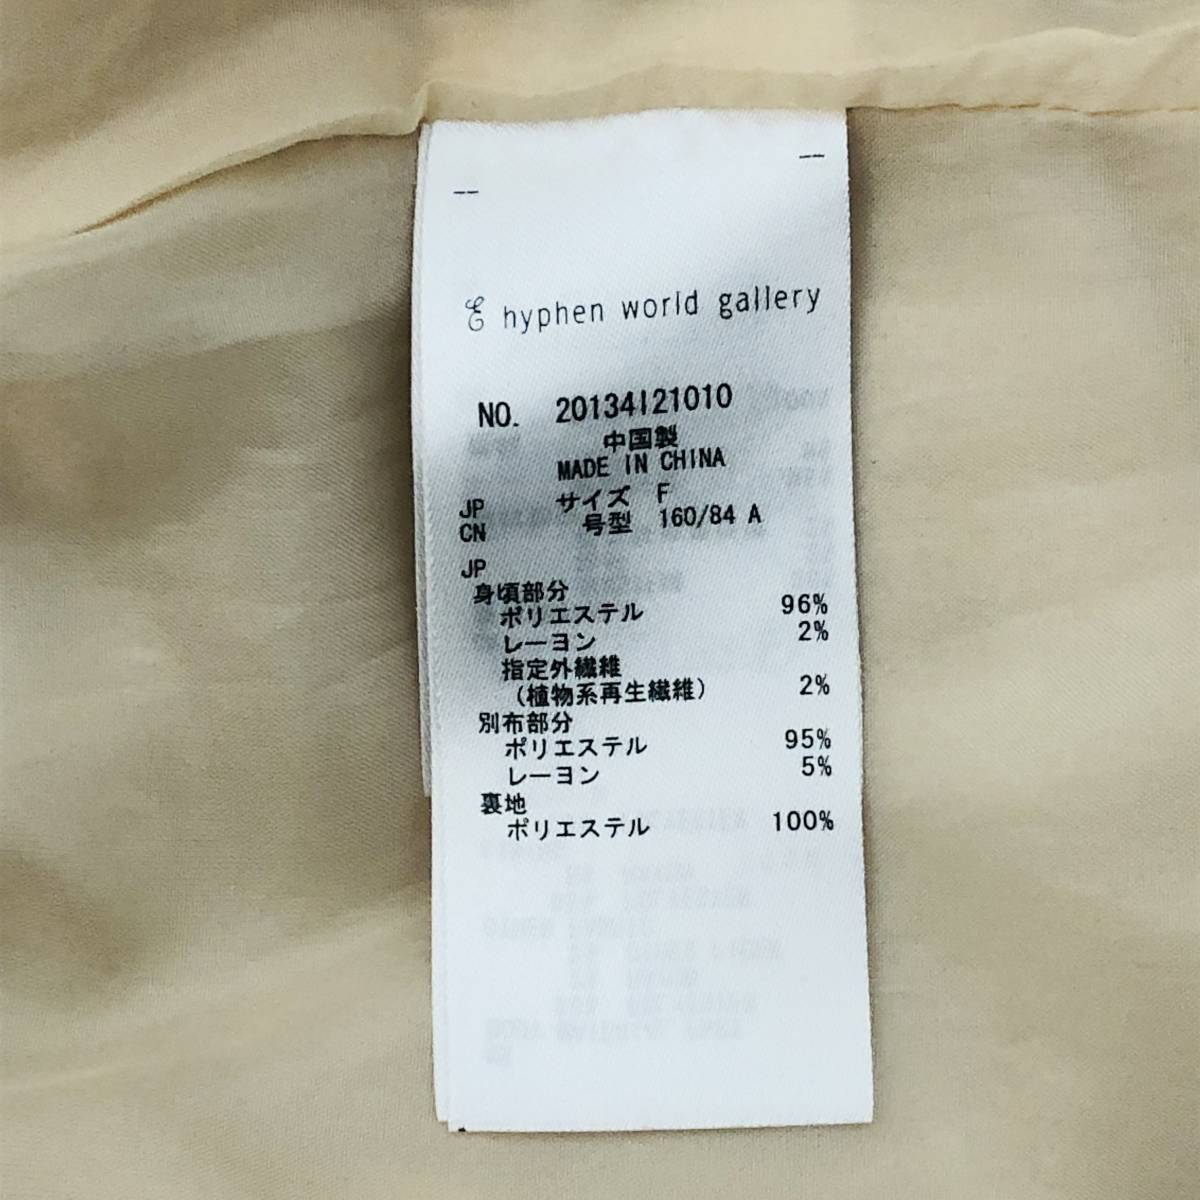 E hyphen world gallery
NO. 20134121010
中国製
MADE IN CHINA
JP サイズ F
CN 号型 160/84 A
JP
身頃部分
ポリエステル 96%
レーヨン 2%
指定外繊維
(植物系再生繊維) 2%
別布部分
ポリエステル 95%
レーヨン 5%
裏地
ポリエステル 100%